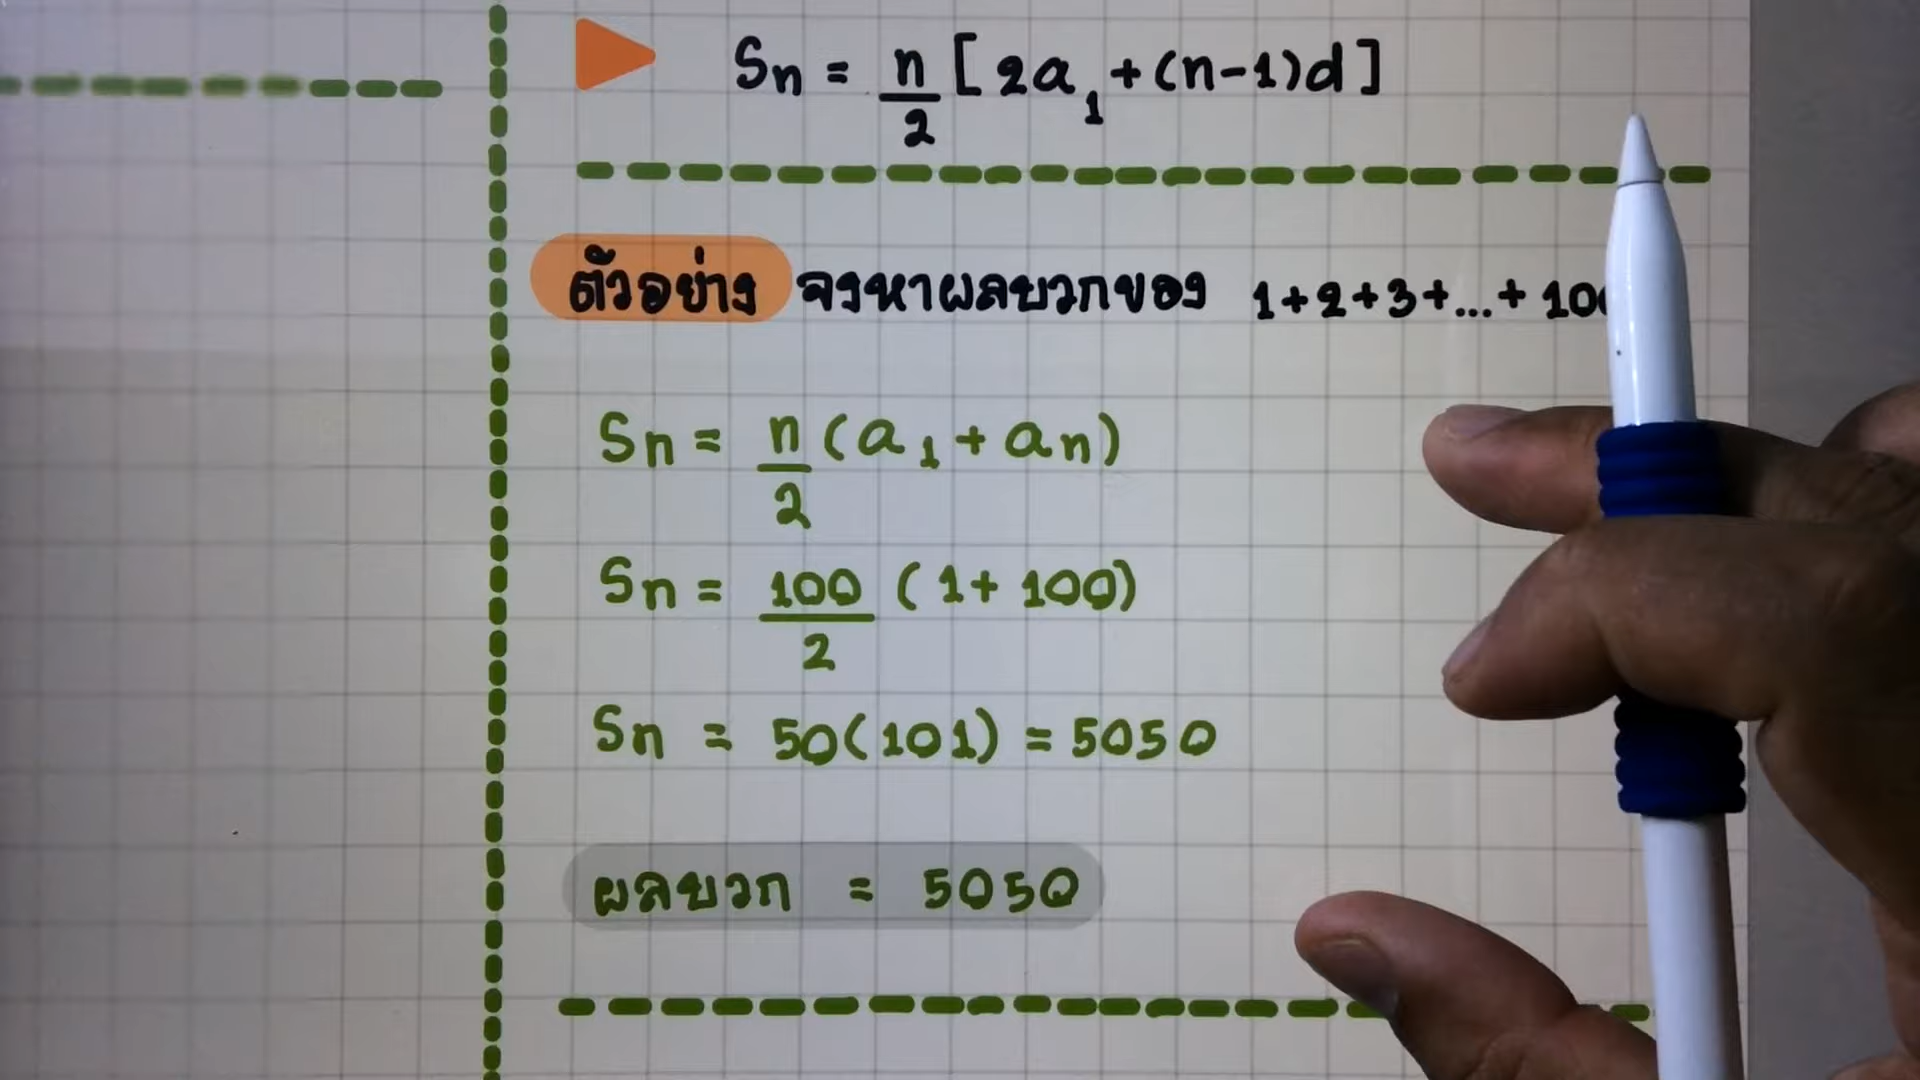 Sn = n/2 [2a₁+(n-1)d]
ตัวอย่าง จงหาผลบวกของ 1+2+3+...+ 10
Sn = n/2 (a₁+an)
Sn = 100/2 (1+100)
Sn = 50(101) = 5050
ผลบวก = 5050